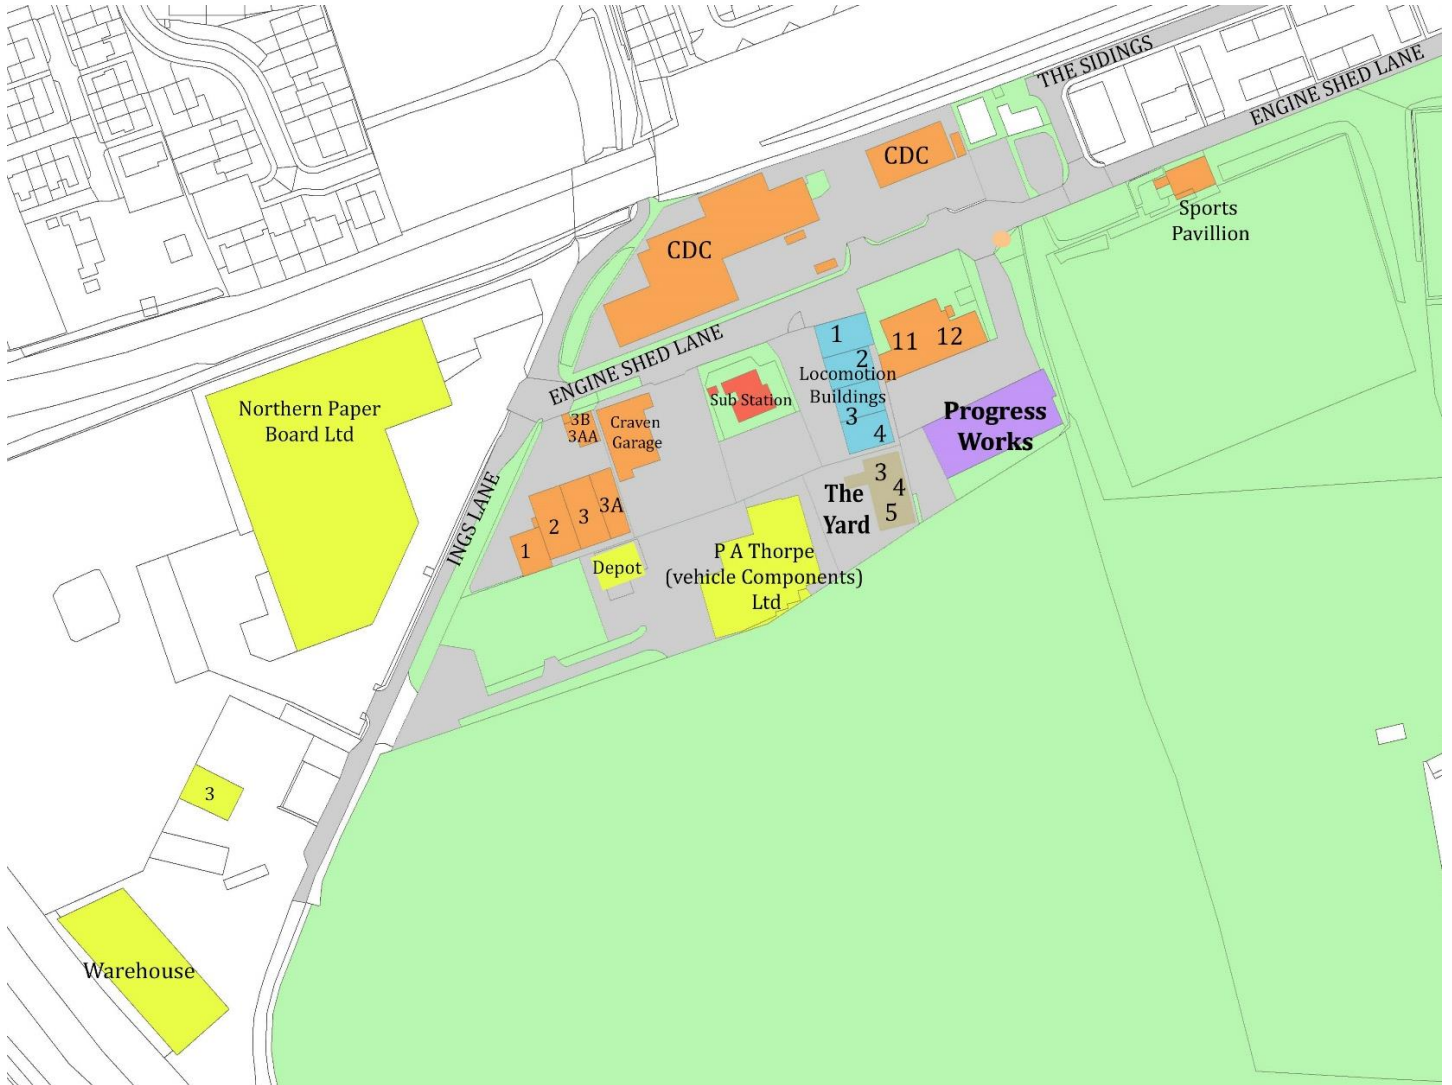 THE SIDINGS
ENGINE SHED LANE
CDC
Sports
Pavillion
CDC
ENGINE SHED LANE
1
2
Locomotion
Buildings
3
4
11
12
Sub Station
Northern Paper
Board Ltd
3B
3AA
Craven
Garage
Progress
Works
INGS LANE
1
2
3
3A
The
Yard
3
4
5
Depot
P A Thorpe
(vehicle Components)
Ltd
3
Warehouse